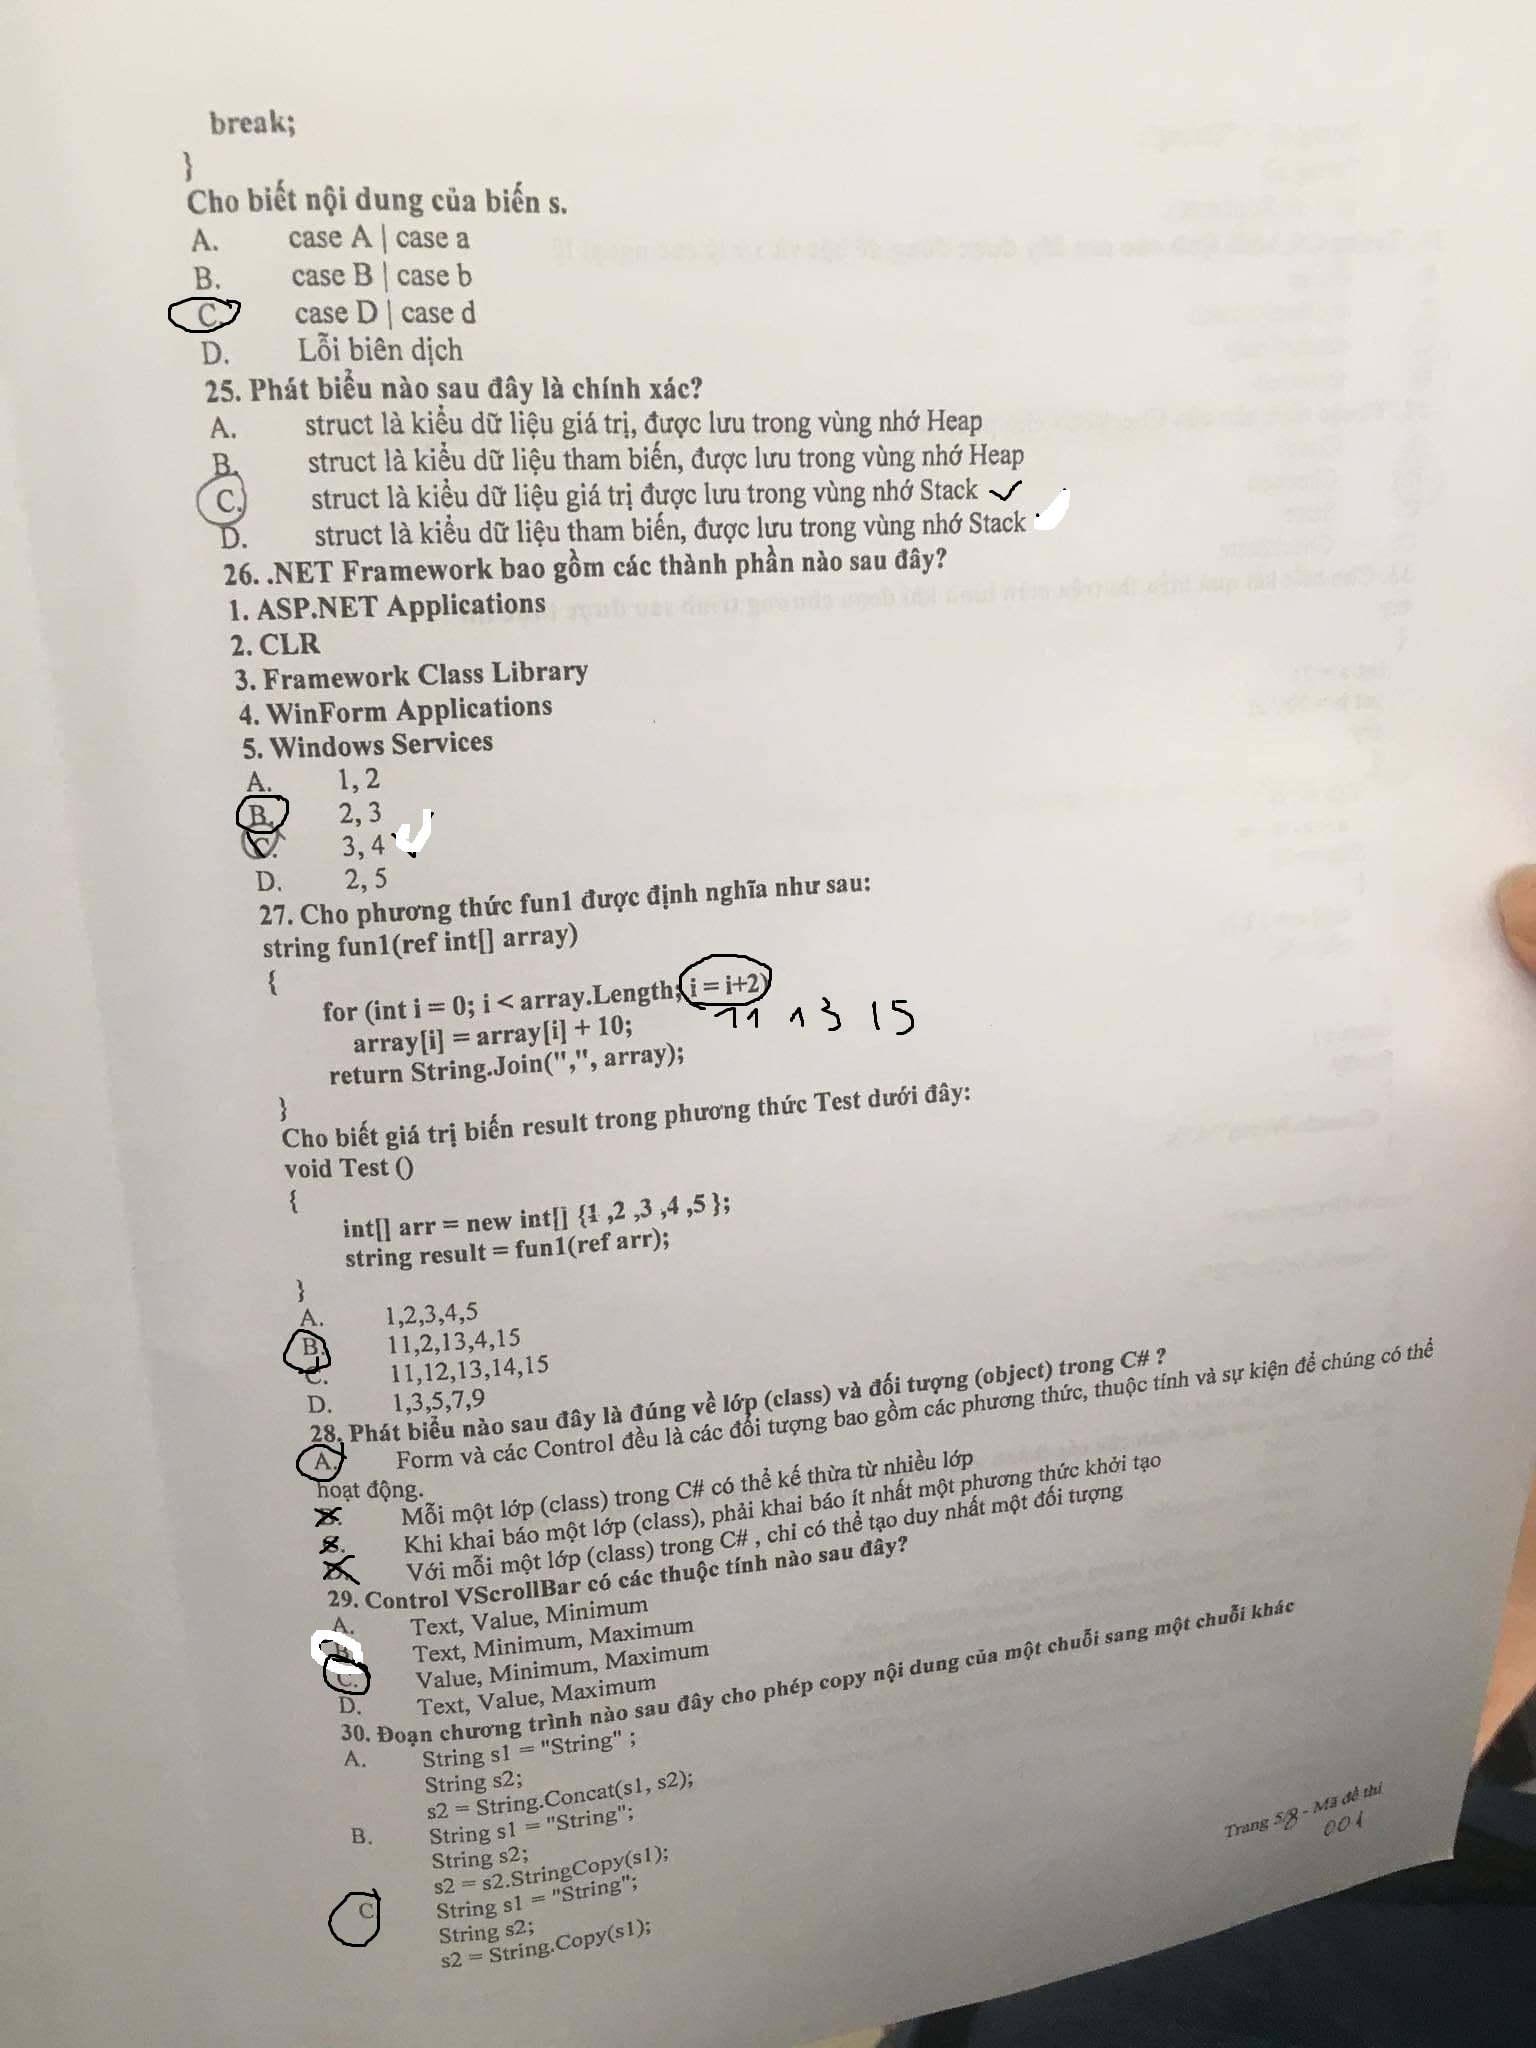 break;
}
Cho biết nội dung của biến s.
A. case A | case a
B. case B | case b
C. case D | case d
D. Lỗi biên dịch
25. Phát biểu nào sau đây là chính xác?
A. struct là kiểu dữ liệu giá trị, được lưu trong vùng nhớ Heap
B. struct là kiểu dữ liệu tham biến, được lưu trong vùng nhớ Heap
C. struct là kiểu dữ liệu giá trị được lưu trong vùng nhớ Stack
D. struct là kiểu dữ liệu tham biến, được lưu trong vùng nhớ Stack
26. .NET Framework bao gồm các thành phần nào sau đây?
1. ASP.NET Applications
2. CLR
3. Framework Class Library
4. WinForm Applications
5. Windows Services
A. 1, 2
B. 2, 3
C. 3, 4
D. 2, 5
27. Cho phương thức fun1 được định nghĩa như sau:
string fun1(ref int[] array)
{
for (int i = 0; i < array.Length; i = i+2)
11 13 15
array[i] = array[i] + 10;
return String.Join(",", array);
}
Cho biết giá trị biến result trong phương thức Test dưới đây:
void Test ()
{
int[] arr = new int[] {1 ,2 ,3 ,4 ,5 };
string result = fun1(ref arr);
}
A. 1,2,3,4,5
B. 11,2,13,4,15
C. 11,12,13,14,15
D. 1,3,5,7,9
28. Phát biểu nào sau đây là đúng về lớp (class) và đối tượng (object) trong C# ?
A. Form và các Control đều là các đối tượng bao gồm các phương thức, thuộc tính và sự kiện để chúng có thể
hoạt động.
B. Mỗi một lớp (class) trong C# có thể kế thừa từ nhiều lớp
C. Khi khai báo một lớp (class), phải khai báo ít nhất một phương thức khởi tạo
D. Với mỗi một lớp (class) trong C# , chỉ có thể tạo duy nhất một đối tượng
29. Control VScrollBar có các thuộc tính nào sau đây?
A. Text, Value, Minimum
B. Text, Minimum, Maximum
C. Value, Minimum, Maximum
D. Text, Value, Maximum
30. Đoạn chương trình nào sau đây cho phép copy nội dung của một chuỗi sang một chuỗi khác
A. String s1 = "String" ;
String s2;
s2 = String.Concat(s1, s2);
B. String s1 = "String";
String s2;
s2 = s2.StringCopy(s1);
C String s1 = "String";
String s2;
s2 = String.Copy(s1);
Trang 5/8 - Mã đề thi
001